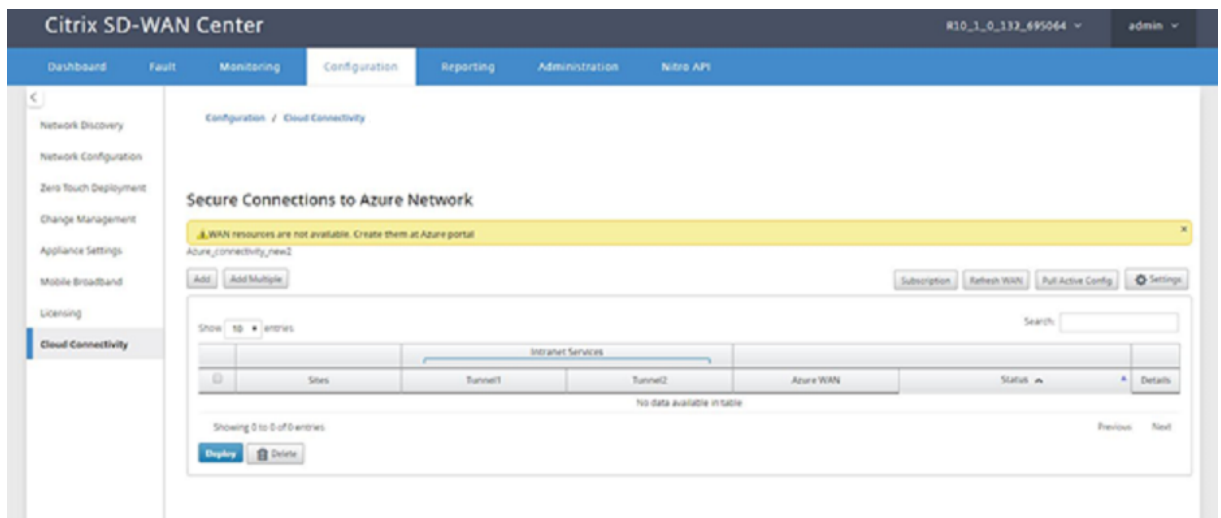 Citrix SD-WAN Center
R10_1_0_133_695064
admin
Dashboard Fault Monitoring Configuration Reporting Administration Nitro API
Configuration / Cloud Connectivity
Network Discovery
Network Configuration
Zero Touch Deployment
Change Management
Appliance Settings
Mobile Broadband
Licensing
Cloud Connectivity
Secure Connections to Azure Network
WAN resources are not available. Create them at Azure portal
Azure_connectivity_new2
Add Add Multiple Subscription Refresh WAN Pull Active Config Settings
Show 10 entries Search:
Intranet Services
Sites Tunnel1 Tunnel2 Azure WAN Status Details
No data available in table
Showing 0 to 0 of 0 entries Previous Next
Deploy Delete